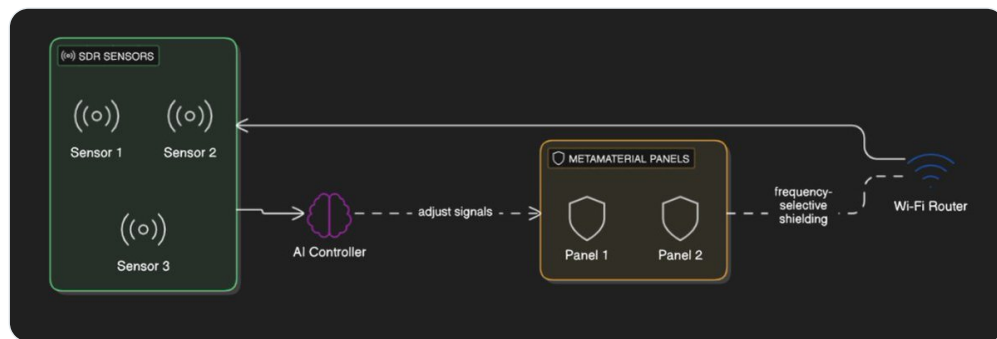 SDR SENSORS
Sensor 1
Sensor 2
Sensor 3
AI Controller
adjust signals
METAMATERIAL PANELS
Panel 1
Panel 2
frequency-
selective
shielding
Wi-Fi Router